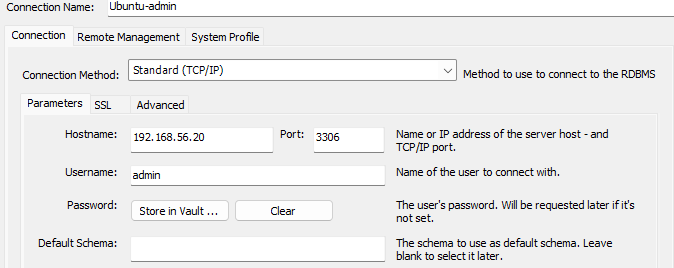 Connection Name: Ubuntu-admin
Connection Remote Management System Profile
Connection Method: Standard (TCP/IP) Method to use to connect to the RDBMS
Parameters SSL Advanced
Hostname: 192.168.56.20 Port: 3306 Name or IP address of the server host - and
TCP/IP port.
Username: admin Name of the user to connect with.
Password: Store in Vault ... Clear The user's password. Will be requested later if it's
not set.
Default Schema: The schema to use as default schema. Leave
blank to select it later.